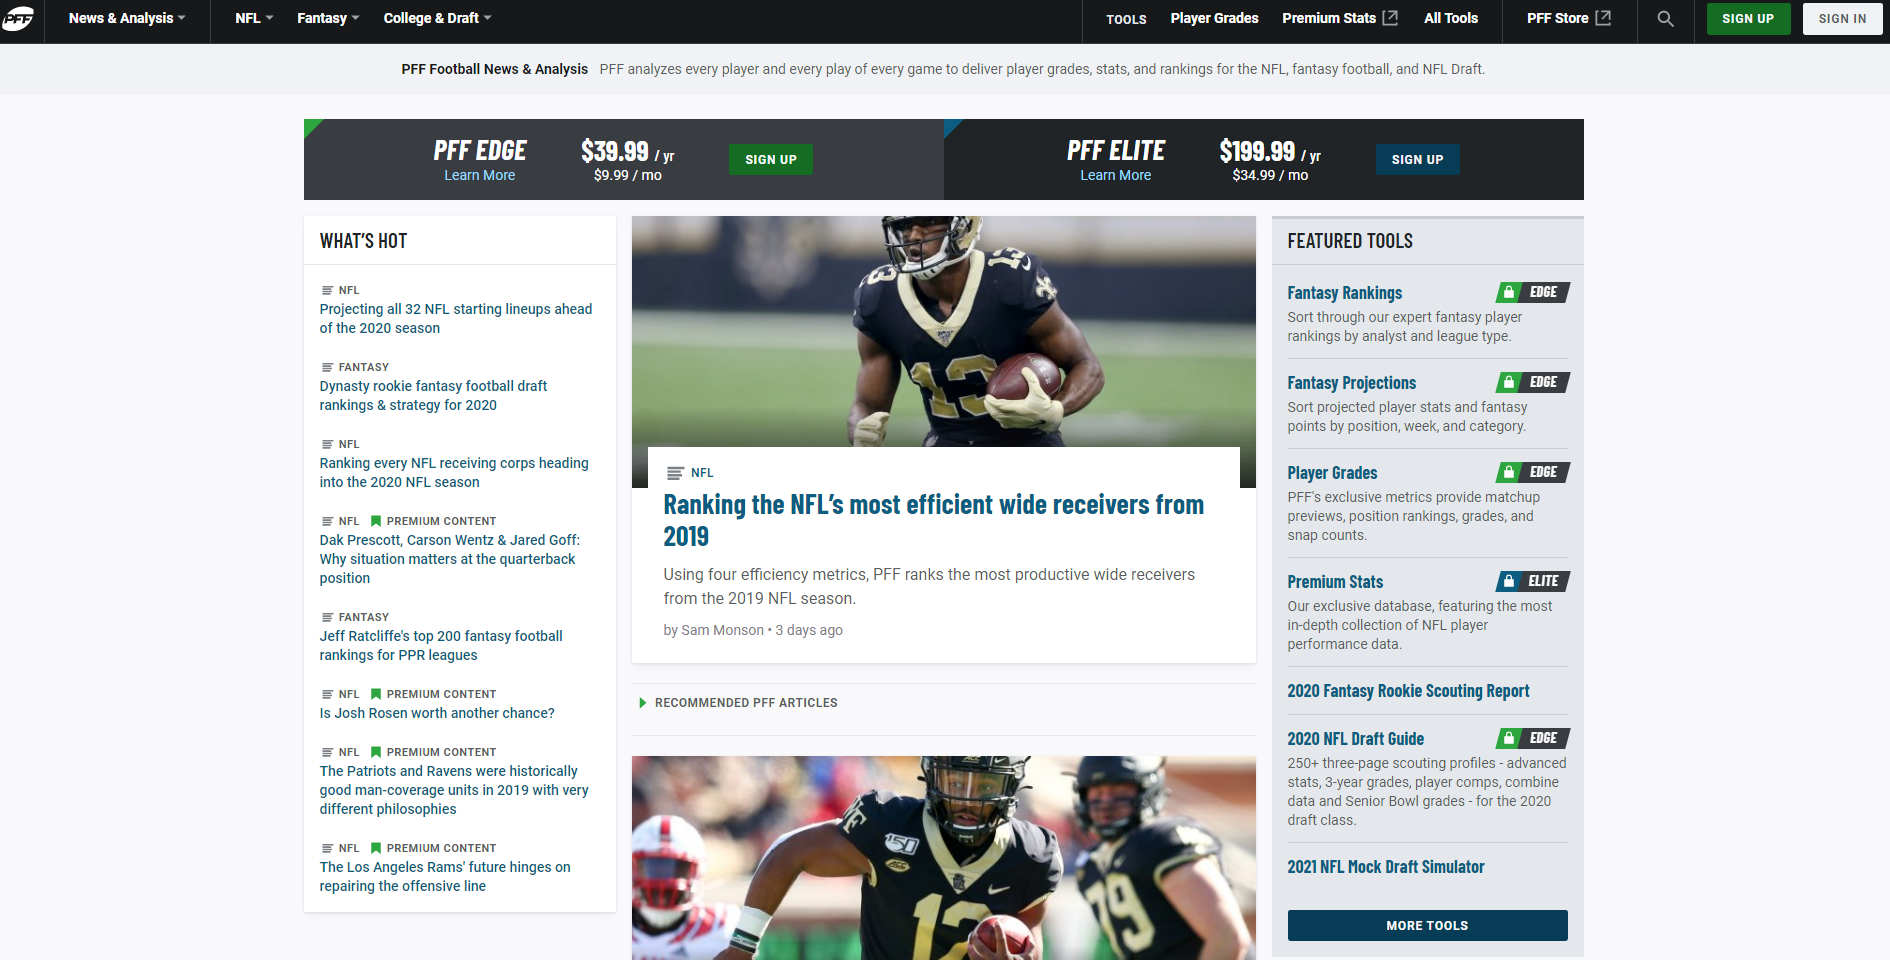 PFF
News & Analysis
NFL
Fantasy
College & Draft
TOOLS
Player Grades
Premium Stats
All Tools
PFF Store
SIGN UP
SIGN IN
PFF Football News & Analysis PFF analyzes every player and every play of every game to deliver player grades, stats, and rankings for the NFL, fantasy football, and NFL Draft.
PFF EDGE
Learn More
$39.99 / yr
$9.99 / mo
SIGN UP
PFF ELITE
Learn More
$199.99 / yr
$34.99 / mo
SIGN UP
WHAT'S HOT
NFL
Projecting all 32 NFL starting lineups ahead
of the 2020 season
FANTASY
Dynasty rookie fantasy football draft
rankings & strategy for 2020
NFL
Ranking every NFL receiving corps heading
into the 2020 NFL season
NFL PREMIUM CONTENT
Dak Prescott, Carson Wentz & Jared Goff:
Why situation matters at the quarterback
position
FANTASY
Jeff Ratcliffe's top 200 fantasy football
rankings for PPR leagues
NFL PREMIUM CONTENT
Is Josh Rosen worth another chance?
NFL PREMIUM CONTENT
The Patriots and Ravens were historically
good man-coverage units in 2019 with very
different philosophies
NFL PREMIUM CONTENT
The Los Angeles Rams' future hinges on
repairing the offensive line
13
13
13
NFL
Ranking the NFL's most efficient wide receivers from
2019
Using four efficiency metrics, PFF ranks the most productive wide receivers
from the 2019 NFL season.
by Sam Monson • 3 days ago
RECOMMENDED PFF ARTICLES
WF
150
ACC
12
79
FEATURED TOOLS
Fantasy Rankings
EDGE
Sort through our expert fantasy player
rankings by analyst and league type.
Fantasy Projections
EDGE
Sort projected player stats and fantasy
points by position, week, and category.
Player Grades
EDGE
PFF's exclusive metrics provide matchup
previews, position rankings, grades, and
snap counts.
Premium Stats
ELITE
Our exclusive database, featuring the most
in-depth collection of NFL player
performance data.
2020 Fantasy Rookie Scouting Report
2020 NFL Draft Guide
EDGE
250+ three-page scouting profiles - advanced
stats, 3-year grades, player comps, combine
data and Senior Bowl grades - for the 2020
draft class.
2021 NFL Mock Draft Simulator
MORE TOOLS